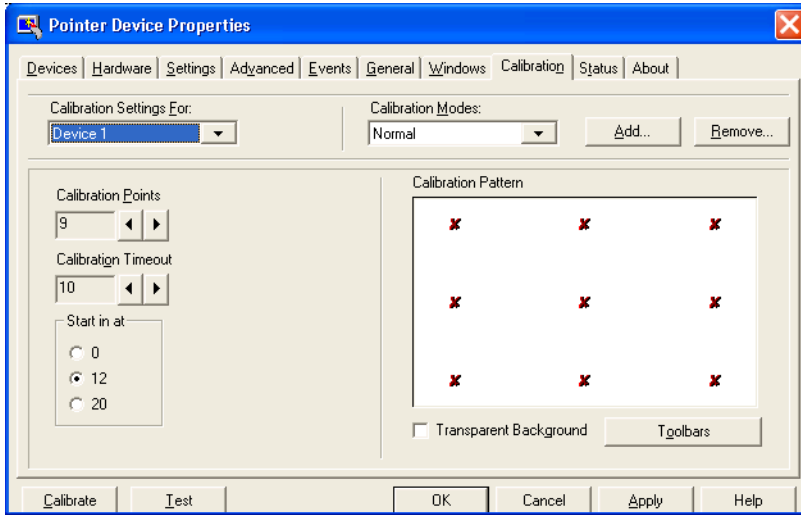 Pointer Device Properties
Devices Hardware Settings Advanced Events General Windows Calibration Status About
Calibration Settings For: Calibration Modes:
Device 1 Normal Add... Remove...
Calibration Points Calibration Pattern
9
Calibration Timeout
10
Start in at
0
12
20
Transparent Background Toolbars
Calibrate Test OK Cancel Apply Help